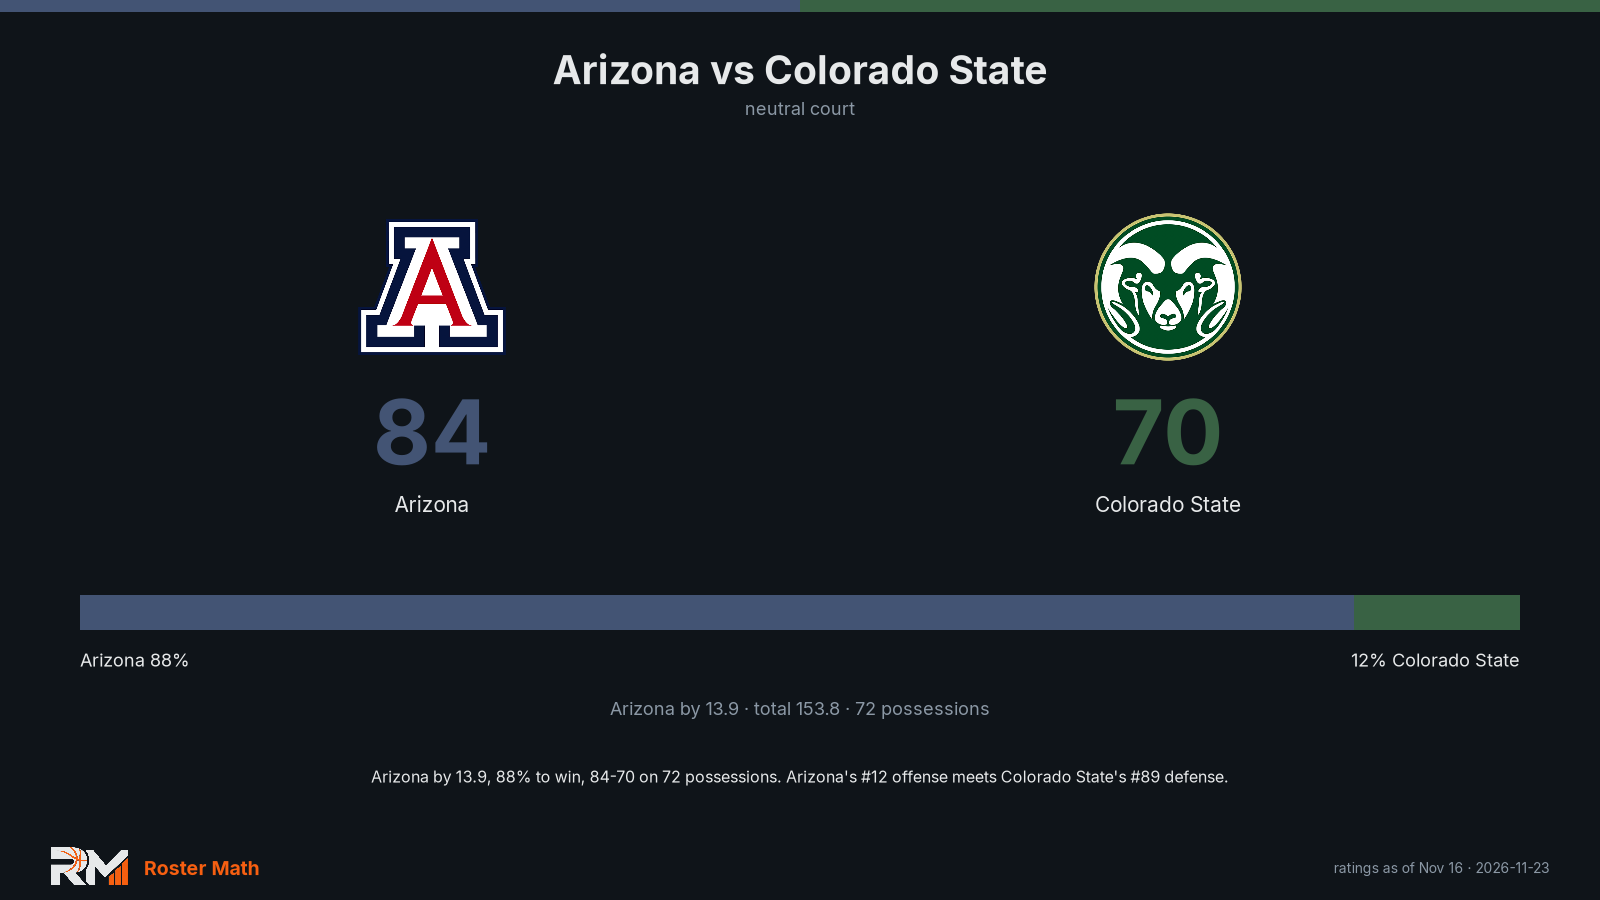 Arizona vs Colorado State
neutral court
A
84
70
Arizona
Colorado State
Arizona 88%
12% Colorado State
Arizona by 13.9 · total 153.8 · 72 possessions
Arizona by 13.9, 88% to win, 84-70 on 72 possessions. Arizona's #12 offense meets Colorado State's #89 defense.
RM
Roster Math
ratings as of Nov 16 · 2026-11-23